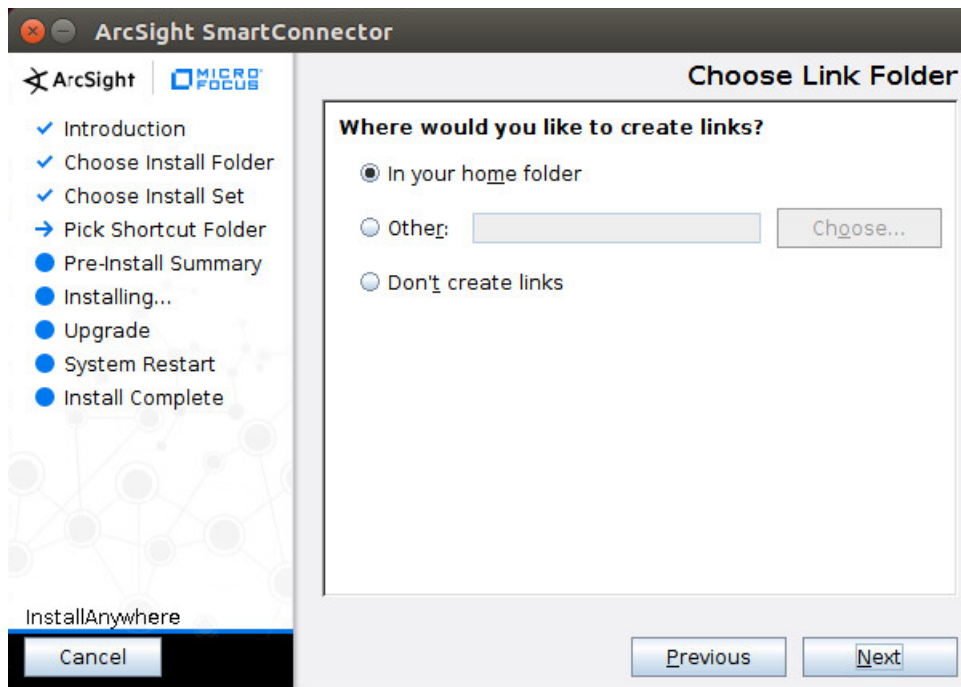 ArcSight SmartConnector
ArcSight
MICRO FOCUS
Choose Link Folder
Introduction
Choose Install Folder
Choose Install Set
Pick Shortcut Folder
Pre-Install Summary
Installing...
Upgrade
System Restart
Install Complete
Where would you like to create links?
In your home folder
Other:
Choose...
Don't create links
InstallAnywhere
Cancel
Previous
Next